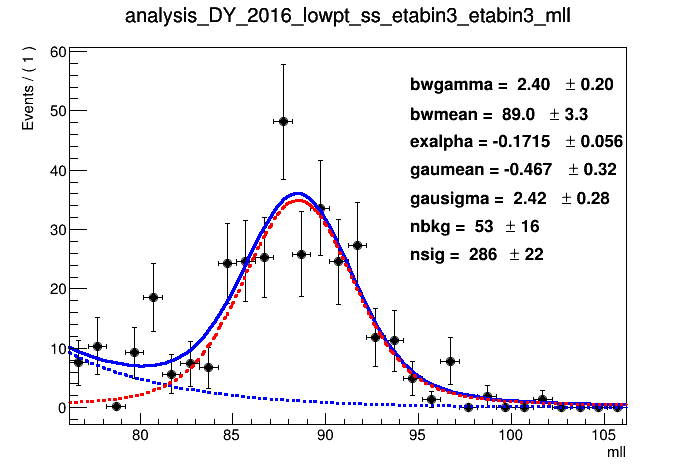 analysis_DY_2016_lowpt_ss_etabin3_etabin3_mll
Events / ( 1 )
60
50
40
30
20
10
0
bwgamma = 2.40 ± 0.20
bwmean = 89.0 ± 3.3
exalpha = -0.1715 ± 0.056
gaumean = -0.467 ± 0.32
gausigma = 2.42 ± 0.28
nbkg = 53 ± 16
nsig = 286 ± 22
80 85 90 95 100 105
mll